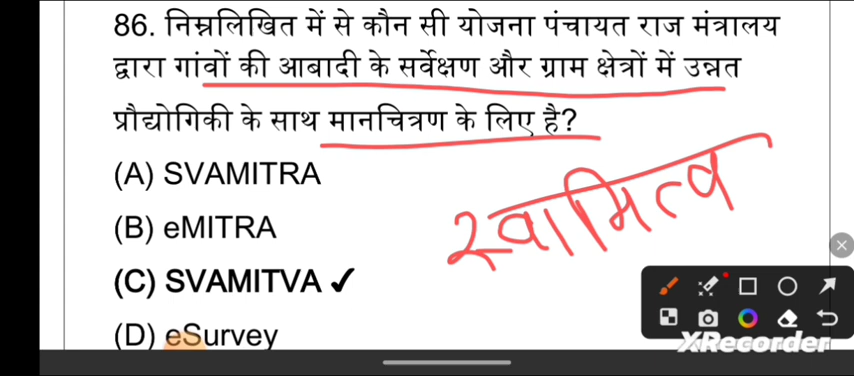 86. निम्नलिखित में से कौन सी योजना पंचायत राज मंत्रालय
द्वारा गांवों की आबादी के सर्वेक्षण और ग्राम क्षेत्रों में उन्नत
प्रौद्योगिकी के साथ मानचित्रण के लिए है?
(A) SVAMITRA
स्वामित्व
(B) eMITRA
(C) SVAMITVA ✓
(D) eSurvey
XRecorder